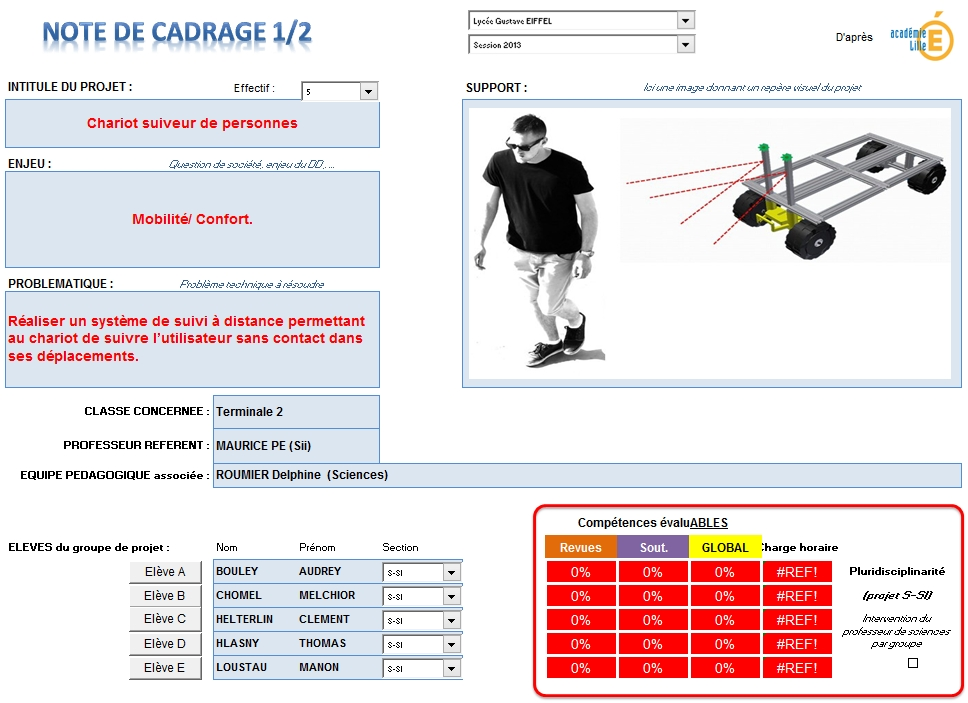 NOTE DE CADRAGE 1/2
Lycée Gustave EIFFEL
Session 2013
D'après
académie
Lille
INTITULE DU PROJET :
Effectif :
5
SUPPORT :
Ici une image donnant un repère visuel du projet
Chariot suiveur de personnes
ENJEU :
Question de société, enjeu du DD, ...
Mobilité/ Confort.
PROBLEMATIQUE :
Problème technique à résoudre
Réaliser un système de suivi à distance permettant
au chariot de suivre l'utilisateur sans contact dans
ses déplacements.
CLASSE CONCERNEE :
Terminale 2
PROFESSEUR REFERENT :
MAURICE PE (Sii)
EQUIPE PEDAGOGIQUE associée :
ROUMIER Delphine (Sciences)
Compétences évaluABLES
ELEVES du groupe de projet :
Nom Prénom Section
Revues Sout. GLOBAL Charge horaire
Elève A BOULEY AUDREY S-SI 0% 0% 0% #REF!
Elève B CHOMEL MELCHIOR S-SI 0% 0% 0% #REF!
Elève C HELTERLIN CLEMENT S-SI 0% 0% 0% #REF!
Elève D HLASNY THOMAS S-SI 0% 0% 0% #REF!
Elève E LOUSTAU MANON S-SI 0% 0% 0% #REF!
Pluridisciplinarité
(projet S-SI)
Intervention du
professeur de sciences
par groupe